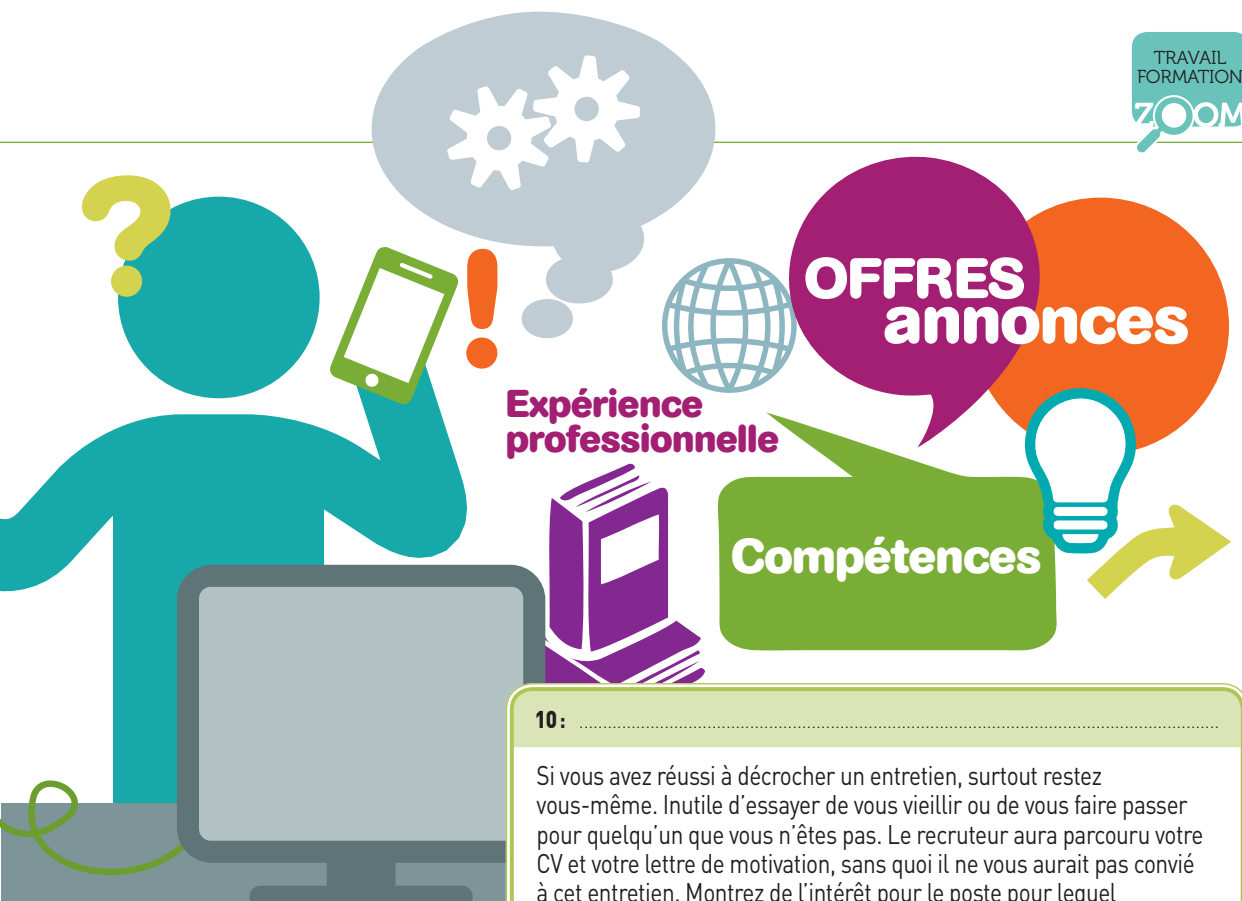 TRAVAIL
FORMATION
ZOOM
OFFRES
annonces
Expérience
professionnelle
Compétences
10 :
Si vous avez réussi à décrocher un entretien, surtout restez
vous-même. Inutile d'essayer de vous vieillir ou de vous faire passer
pour quelqu'un que vous n'êtes pas. Le recruteur aura parcouru votre
CV et votre lettre de motivation, sans quoi il ne vous aurait pas convié
à cet entretien. Montrez de l'intérêt pour le poste pour lequel